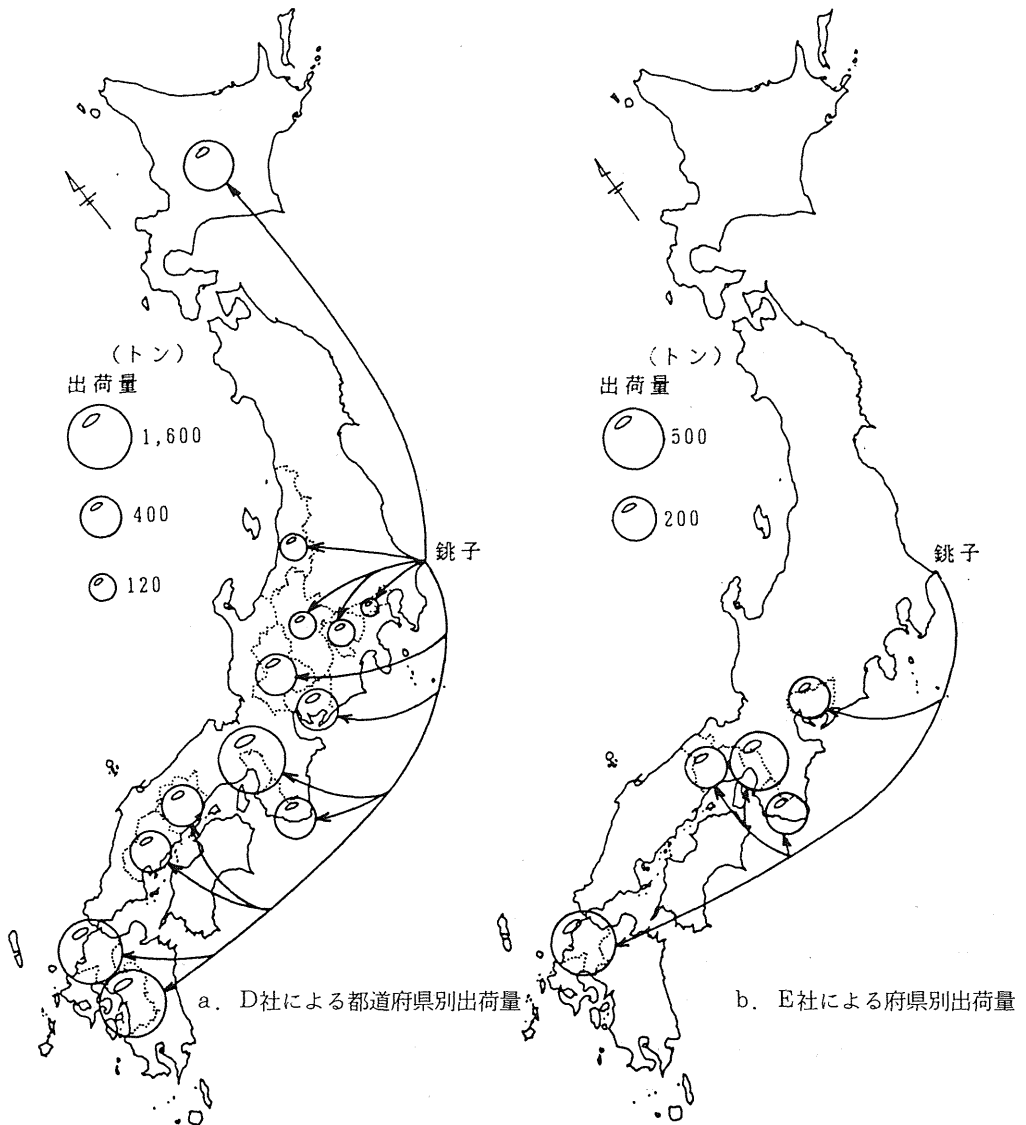 (トン)
出荷量
1,600
400
120
銚子
a. D社による都道府県別出荷量
(トン)
出荷量
500
200
銚子
b. E社による府県別出荷量